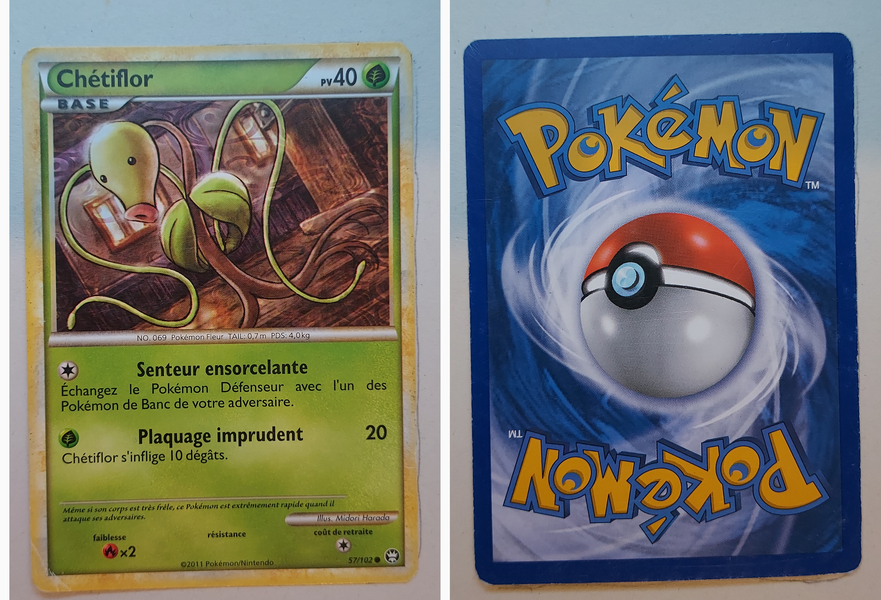 Chétiflor
PV 40
BASE
NO. 069 Pokémon Fleur TAIL: 0,7m PDS: 4,0kg
Senteur ensorcelante
Échangez le Pokémon Défenseur avec l'un des
Pokémon de Banc de votre adversaire.
Plaquage imprudent 20
Chétiflor s'inflige 10 dégâts.
Même si son corps est très frêle, ce Pokémon est extrêmement rapide quand il
attaque ses adversaires.
Illus. Midori Harada
faiblesse résistance coût de retraite
x2
©2011 Pokémon/Nintendo
57/102
POKéMON
TM
TM
POKéMON